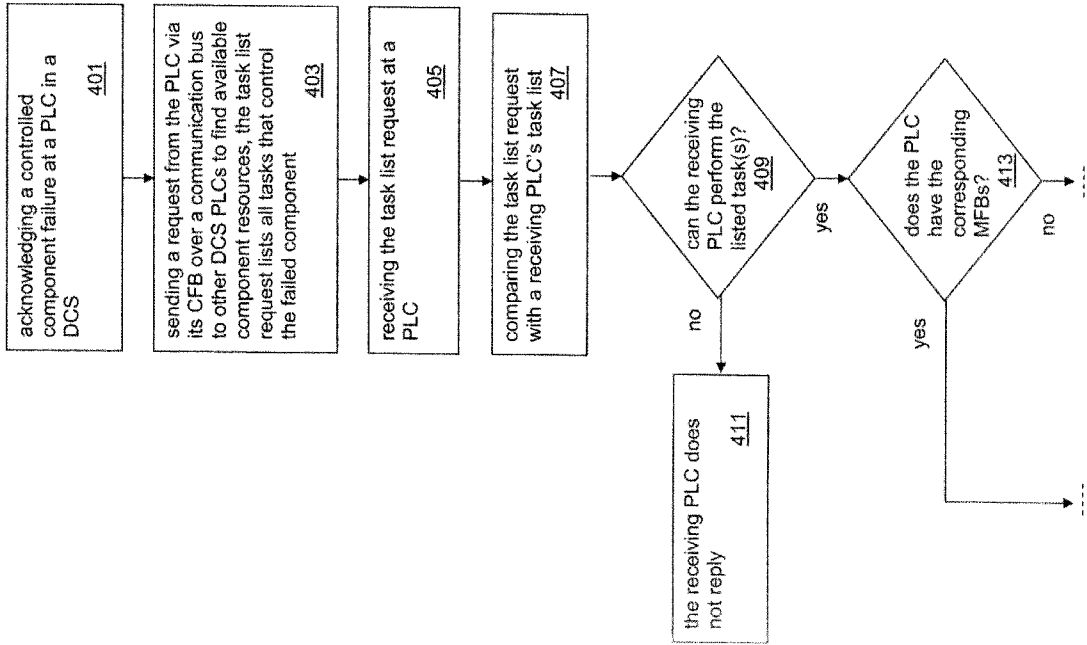 acknowledging a controlled
component failure at a PLC in a
DCS
401
sending a request from the PLC via
its CFB over a communication bus
to other DCS PLCs to find available
component resources, the task list
request lists all tasks that control
the failed component
403
receiving the task list request at a
PLC
405
comparing the task list request
with a receiving PLC's task list
407
can the receiving
PLC perform the
listed task(s)?
409
no
yes
the receiving PLC does
not reply
411
does the PLC
have the
corresponding
MFBs?
413
yes
no